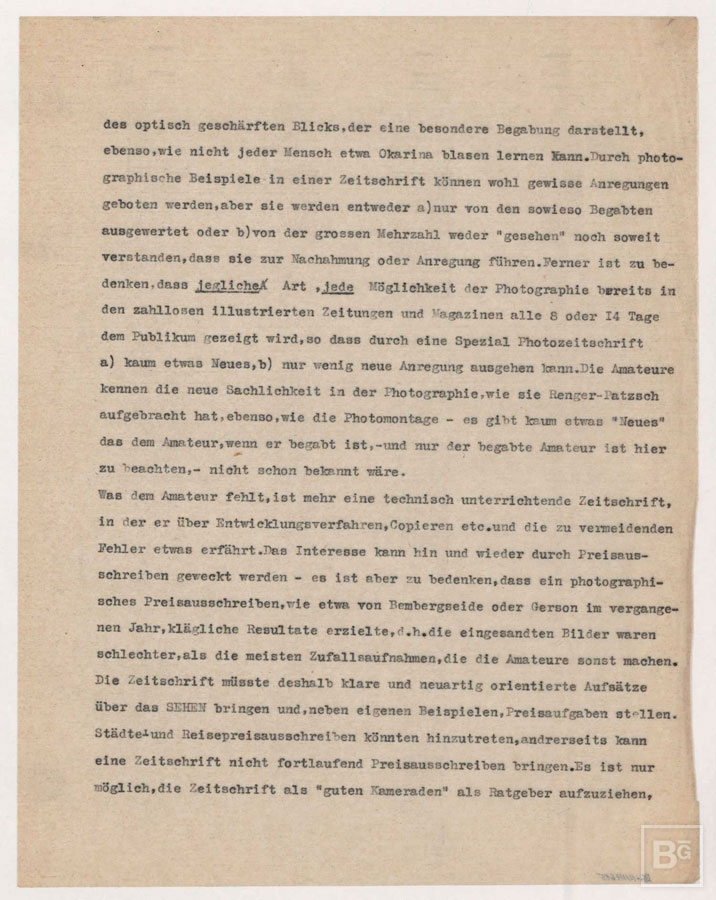 des optisch geschärften Blicks,der eine besondere Begabung darstellt,
ebenso,wie nicht jeder Mensch etwa Okarina blasen lernen kann.Durch photo-
graphische Beispiele in einer Zeitschrift können wohl gewisse Anregungen
geboten werden,aber sie werden entweder a)nur von den sowieso Begabten
ausgewertet oder b)von der grossen Mehrzahl weder "gesehen" noch soweit
verstanden,dass sie zur Nachahmung oder Anregung führen.Ferner ist zu be-
denken,dass jegliche Art ,jede Möglichkeit der Photographie bereits in
den zahllosen illustrierten Zeitungen und Magazinen alle 8 oder I4 Tage
dem Publikum gezeigt wird,so dass durch eine Spezial Photozeitschrift
a) kaum etwas Neues,b) nur wenig neue Anregung ausgehen kann.Die Amateure
kennen die neue Sachlichkeit in der Photographie,wie sie Renger-Patzsch
aufgebracht hat,ebenso,wie die Photomontage - es gibt kaum etwas "Neues"
das dem Amateur,wenn er begabt ist,-und nur der begabte Amateur ist hier
zu beachten,- nicht schon bekannt wäre.
Was dem Amateur fehlt,ist mehr eine technisch unterrichtende Zeitschrift,
in der er über Entwicklungsverfahren,Copieren etc.und die zu vermeidenden
Fehler etwas erfährt.Das Interesse kann hin und wieder durch Preisaus-
schreiben geweckt werden - es ist aber zu bedenken,dass ein photographi-
sches Preisausschreiben,wie etwa von Bembergseide oder Gerson im vergange-
nen Jahr,klägliche Resultate erzielte,d.h.die eingesandten Bilder waren
schlechter,als die meisten Zufallsaufnahmen,die die Amateure sonst machen.
Die Zeitschrift müsste deshalb klare und neuartig orientierte Aufsätze
über das SEHEN bringen und,neben eigenen Beispielen,Preisaufgaben stellen.
Städte-und Reisepreisausschreiben könnten hinzutreten,andrerseits kann
eine Zeitschrift nicht fortlaufend Preisausschreiben bringen.Es ist nur
möglich,die Zeitschrift als "guten Kameraden" als Ratgeber aufzuziehen,
BG